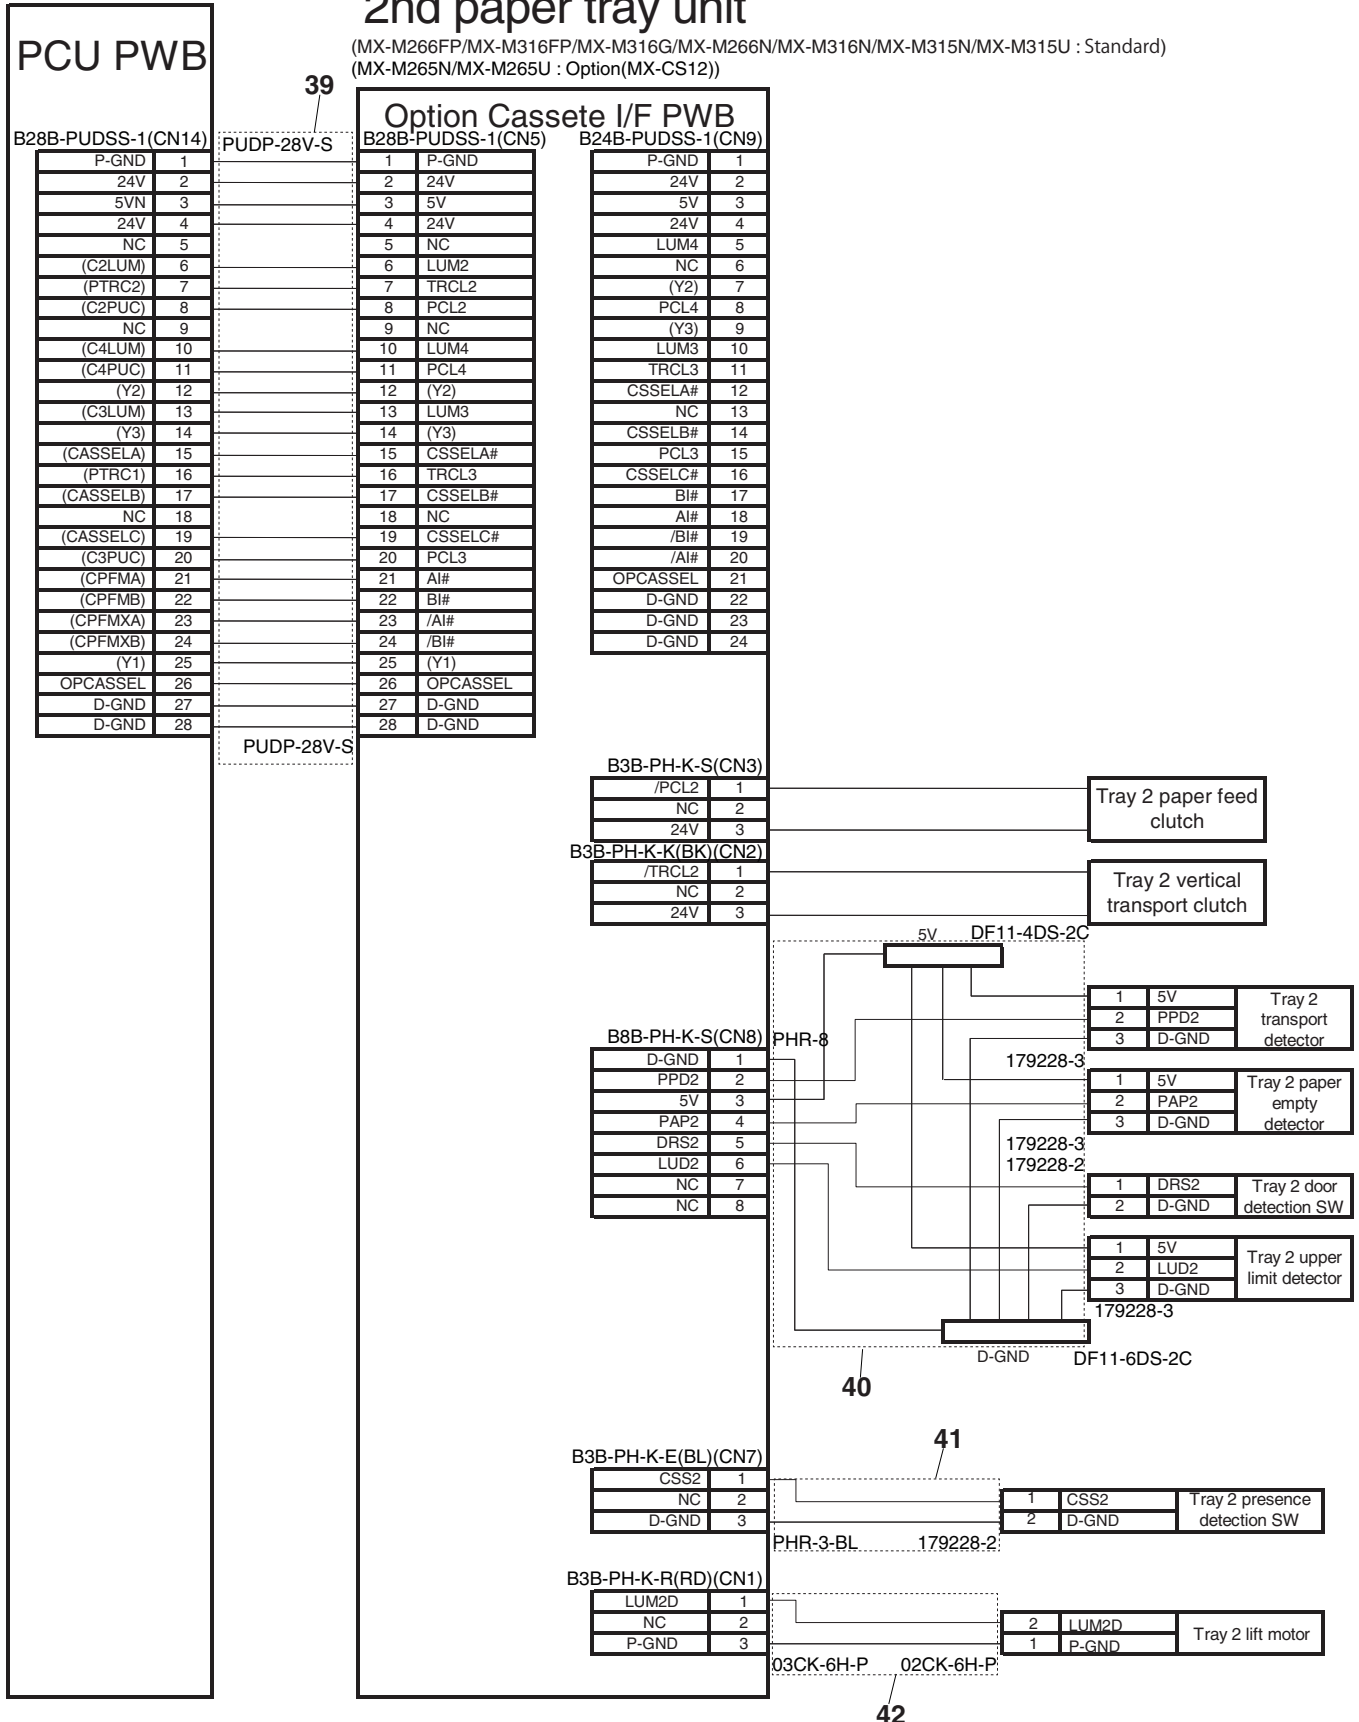 2nd paper tray unit
PCU PWB
(MX-M266FP/MX-M316FP/MX-M316G/MX-M266N/MX-M316N/MX-M315N/MX-M315U : Standard)
(MX-M265N/MX-M265U : Option(MX-CS12))
39
Option Cassete I/F PWB
B28B-PUDSS-1(CN14)
PUDP-28V-S
B28B-PUDSS-1(CN5)
B24B-PUDSS-1(CN9)
P-GND 1 1 P-GND P-GND 1
24V 2 2 24V 24V 2
5VN 3 3 5V 5V 3
24V 4 4 24V 24V 4
NC 5 5 NC LUM4 5
(C2LUM) 6 6 LUM2 NC 6
(PTRC2) 7 7 TRCL2 (Y2) 7
(C2PUC) 8 8 PCL2 PCL4 8
NC 9 9 NC (Y3) 9
(C4LUM) 10 10 LUM4 LUM3 10
(C4PUC) 11 11 PCL4 TRCL3 11
(Y2) 12 12 (Y2) CSSELA# 12
(C3LUM) 13 13 LUM3 NC 13
(Y3) 14 14 (Y3) CSSELB# 14
(CASSELA) 15 15 CSSELA# PCL3 15
(PTRC1) 16 16 TRCL3 CSSELC# 16
(CASSELB) 17 17 CSSELB# BI# 17
NC 18 18 NC AI# 18
(CASSELC) 19 19 CSSELC# /BI# 19
(C3PUC) 20 20 PCL3 /AI# 20
(CPFMA) 21 21 AI# OPCASSEL 21
(CPFMB) 22 22 BI# D-GND 22
(CPFMXA) 23 23 /AI# D-GND 23
(CPFMXB) 24 24 /BI# D-GND 24
(Y1) 25 25 (Y1)
OPCASSEL 26 26 OPCASSEL
D-GND 27 27 D-GND
D-GND 28 28 D-GND
PUDP-28V-S
B3B-PH-K-S(CN3)
/PCL2 1
NC 2
24V 3
Tray 2 paper feed
clutch
B3B-PH-K-K(BK)(CN2)
/TRCL2 1
NC 2
24V 3
Tray 2 vertical
transport clutch
5V
DF11-4DS-2C
B8B-PH-K-S(CN8)
PHR-8
D-GND 1
PPD2 2
5V 3
PAP2 4
DRS2 5
LUD2 6
NC 7
NC 8
1 5V
2 PPD2
3 D-GND
Tray 2
transport
detector
179228-3
1 5V
2 PAP2
3 D-GND
Tray 2 paper
empty
detector
179228-3
179228-2
1 DRS2
2 D-GND
Tray 2 door
detection SW
1 5V
2 LUD2
3 D-GND
Tray 2 upper
limit detector
179228-3
D-GND
DF11-6DS-2C
40
41
B3B-PH-K-E(BL)(CN7)
CSS2 1
NC 2
D-GND 3
PHR-3-BL
179228-2
1 CSS2
2 D-GND
Tray 2 presence
detection SW
B3B-PH-K-R(RD)(CN1)
LUM2D 1
NC 2
P-GND 3
03CK-6H-P
02CK-6H-P
2 LUM2D
1 P-GND
Tray 2 lift motor
42